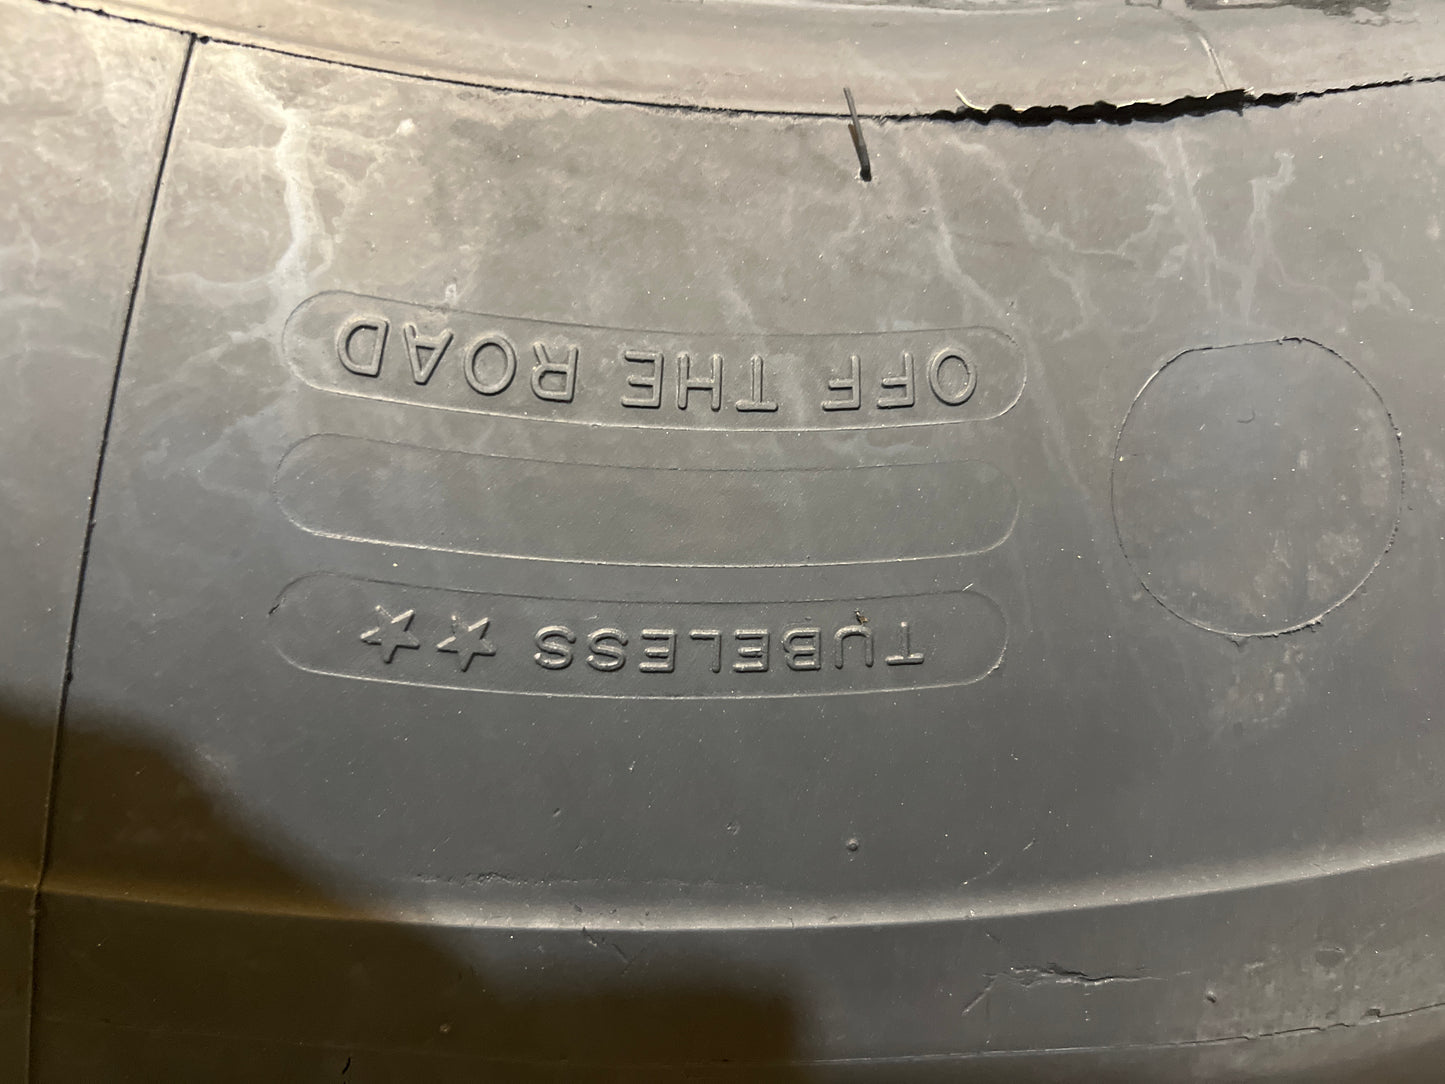 TUBELESS ☆☆
OFF THE ROAD